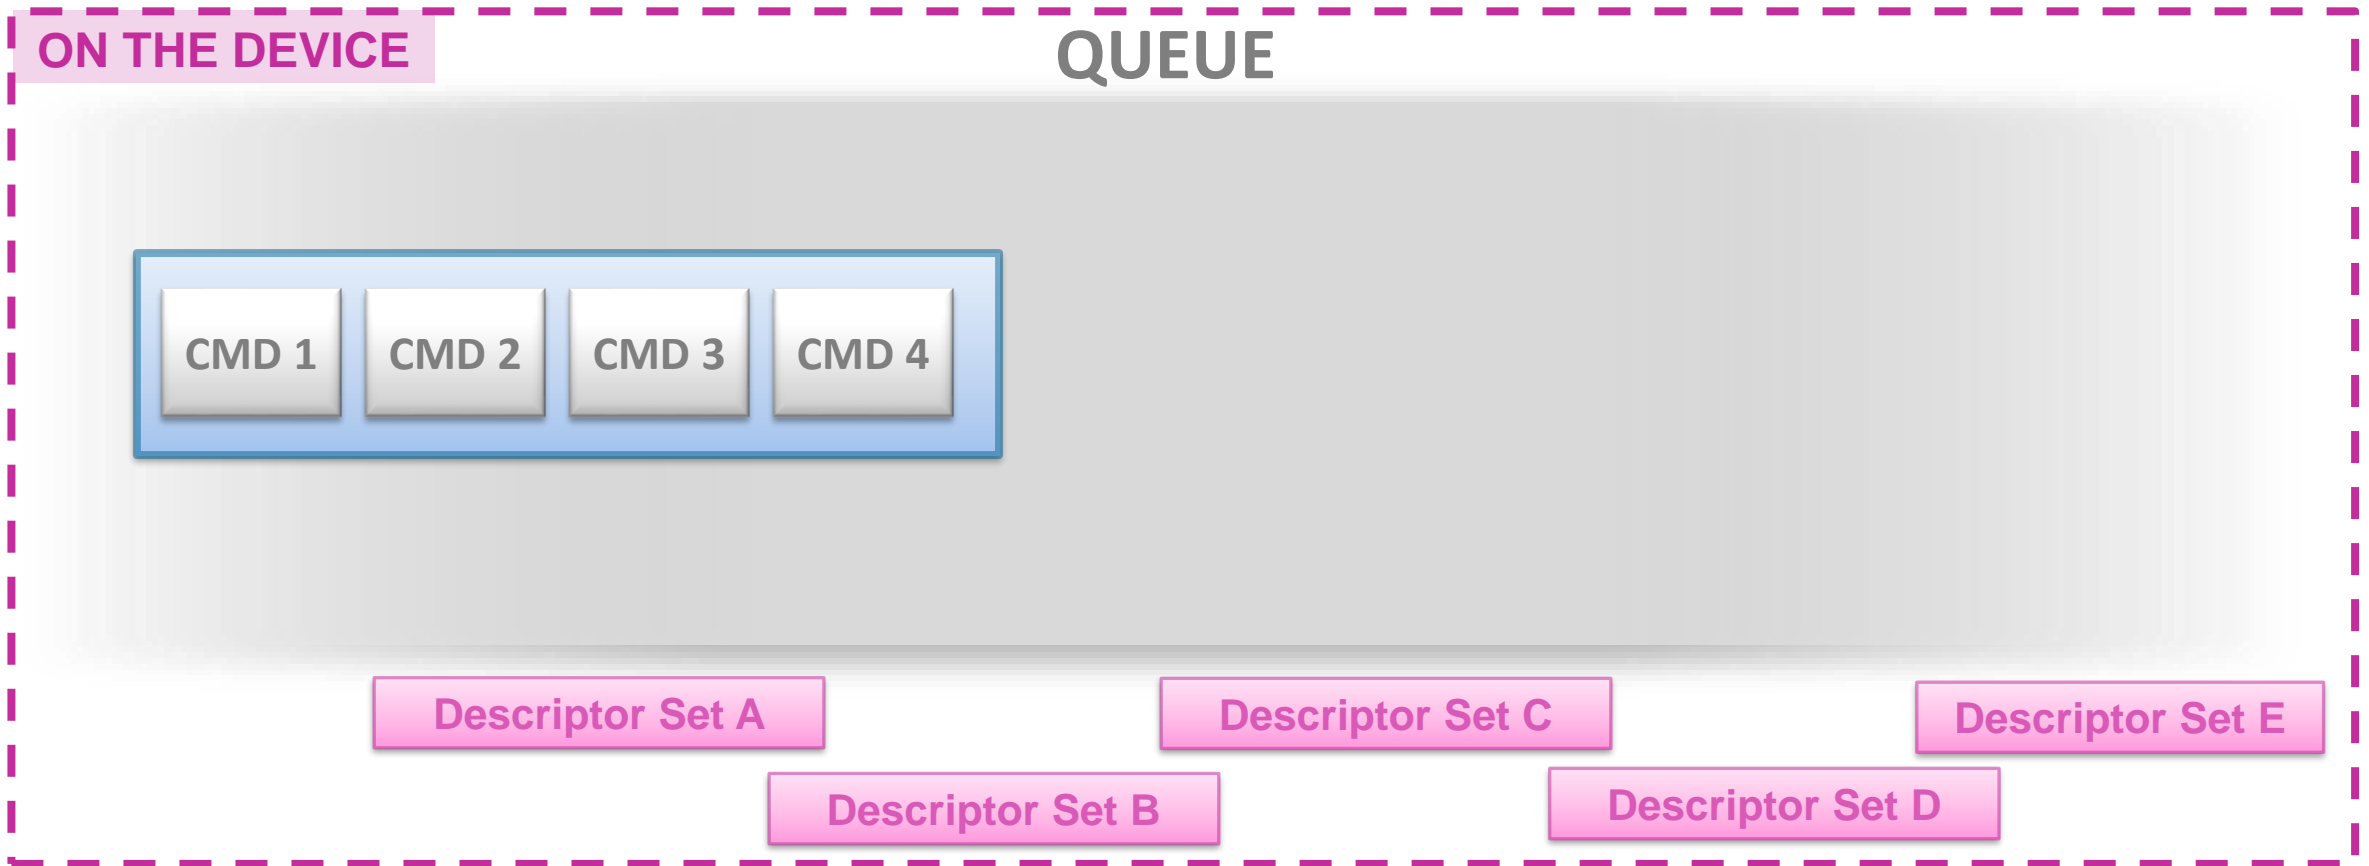 ON THE DEVICE
QUEUE
CMD 1
CMD 2
CMD 3
CMD 4
Descriptor Set A
Descriptor Set C
Descriptor Set E
Descriptor Set B
Descriptor Set D